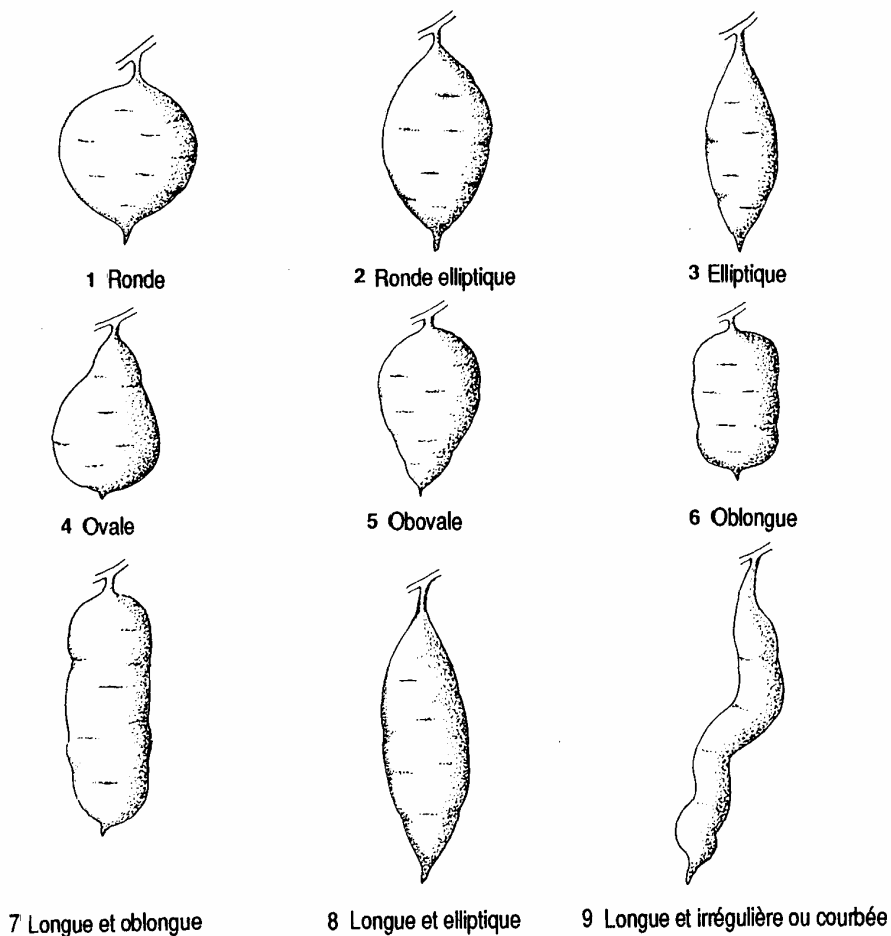 1 Ronde
2 Ronde elliptique
3 Elliptique
4 Ovale
5 Obovale
6 Oblongue
7 Longue et oblongue
8 Longue et elliptique
9 Longue et irrégulière ou courbée